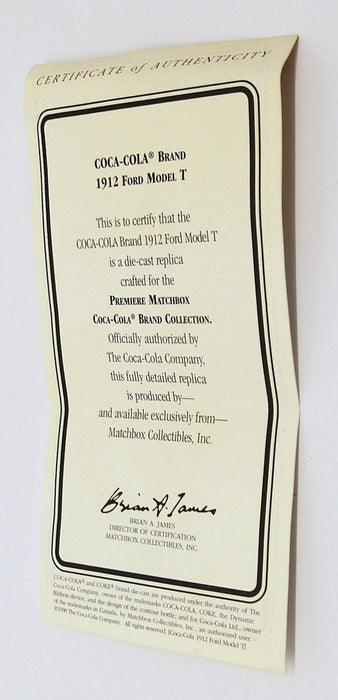 CERTIFICATE of AUTHENTICITY
COCA-COLA® BRAND
1912 FORD MODEL T
This is to certify that the
COCA-COLA Brand 1912 Ford Model T
is a die-cast replica
crafted for the
PREMIERE MATCHBOX
COCA-COLA® BRAND COLLECTION.
Officially authorized by
The Coca-Cola Company,
this fully detailed replica
is produced by—
and available exclusively from—
Matchbox Collectibles, Inc.
Brian A. James
BRIAN A. JAMES
DIRECTOR OF CERTIFICATION
MATCHBOX COLLECTIBLES, INC.
COCA-COLA® and COKE® brand die-cast are produced under the authority of The
Coca-Cola Company, owner of the trademarks COCA-COLA, COKE, the Dynamic
Ribbon device, and the design of the contour bottle, and for Coca-Cola Ltd., owner
of the trademarks in Canada, by Matchbox Collectibles, Inc., an authorized user.
©1998 The Coca-Cola Company. All rights reserved. [Coca-Cola 1912 Ford Model T]